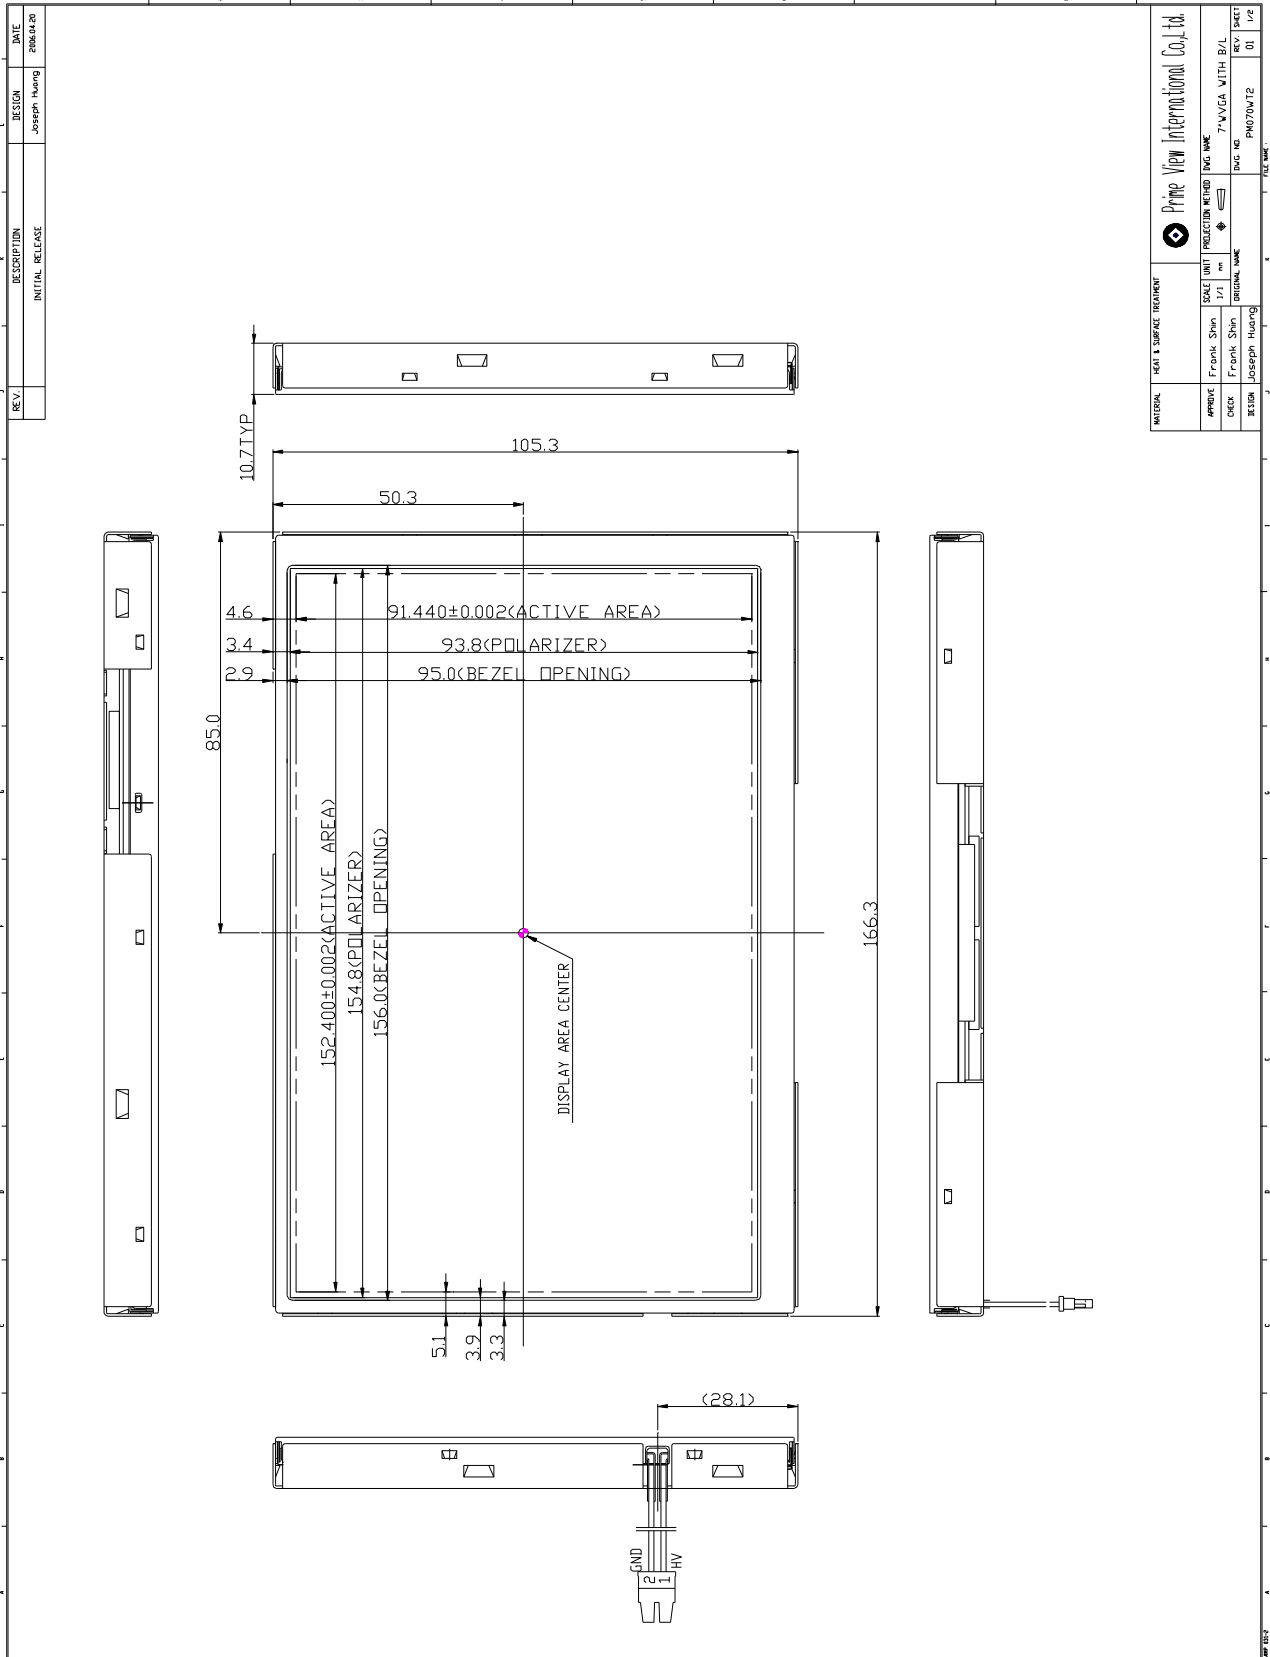 DATE
2006.04.20
DESIGN
Joseph Huang
DESCRIPTION
INITIAL RELEASE
REV.
Prime View International Co.,Ltd.
HEAT & SURFACE TREATMENT
MATERIAL
SCALE
1/1
UNIT
mm
PROJECTION METHOD
DWG. NAME
7"WVGA WITH B/L
APPROVE
Frank Shin
CHECK
Frank Shin
DESIGN
Joseph Huang
ORIGINAL NAME
DWG. NO.
PM070WT2
REV.
01
SHEET
1/2
FILE NAME :
10.7TYP
105.3
50.3
4.6
91.440±0.002(ACTIVE AREA)
3.4
93.8(POLARIZER)
2.9
95.0(BEZEL OPENING)
85.0
152.400±0.002(ACTIVE AREA)
154.8(POLARIZER)
156.0(BEZEL OPENING)
166.3
DISPLAY AREA CENTER
5.1
3.9
3.3
(28.1)
GND
HV
2
1